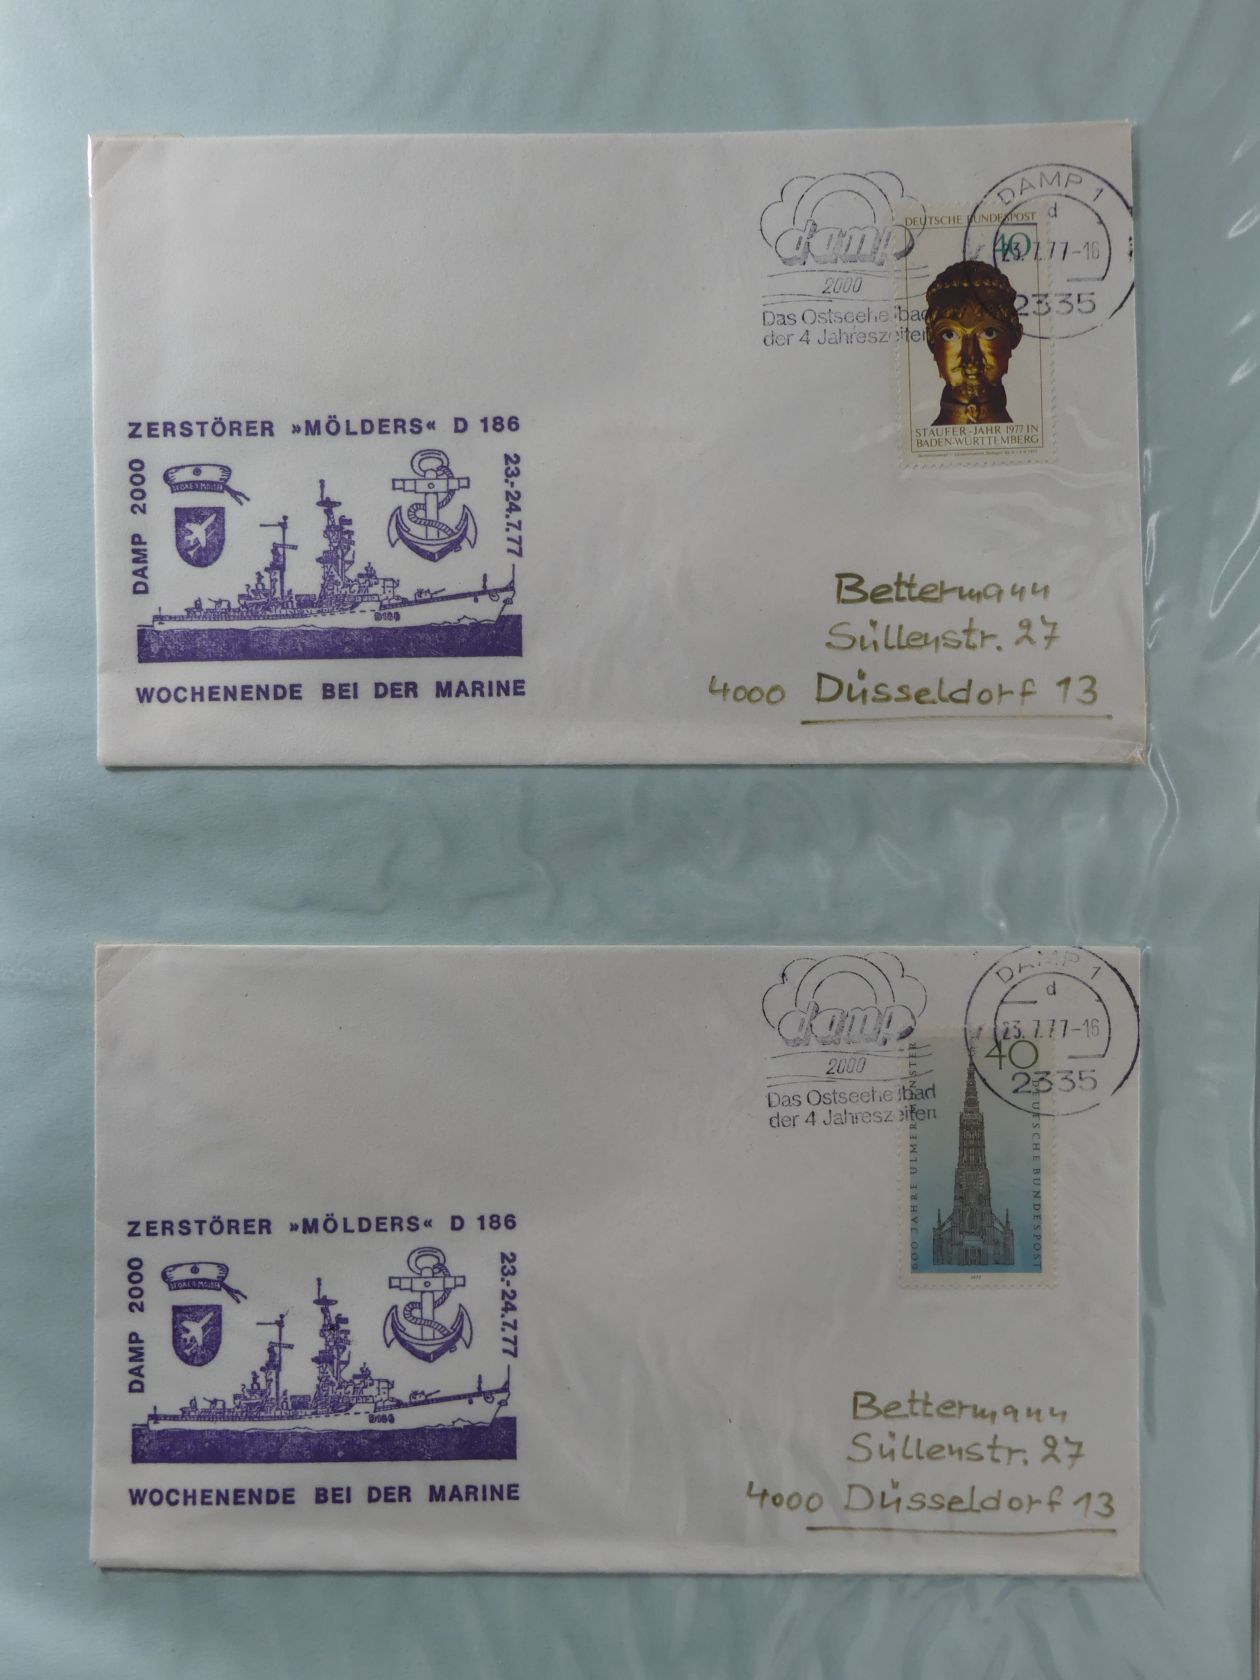 DAMP 1
d
23.7.77-16
2335
damp
2000
Das Ostseeheilbad
der 4 Jahreszeiten
DEUTSCHE BUNDESPOST
40
STAUFER-JAHR 1977 IN
BADEN-WÜRTTEMBERG
ZERSTÖRER »MÖLDERS« D 186
DAMP 2000
23.-24.7.77
D186
WOCHENENDE BEI DER MARINE
Bettermann
Süllenstr. 27
4000 Düsseldorf 13
DAMP 1
d
23.7.77-16
2335
damp
2000
Das Ostseeheilbad
der 4 Jahreszeiten
40
600 JAHRE ULMER MÜNSTER
DEUTSCHE BUNDESPOST
1977
ZERSTÖRER »MÖLDERS« D 186
DAMP 2000
23.-24.7.77
D186
WOCHENENDE BEI DER MARINE
Bettermann
Süllenstr. 27
4000 Düsseldorf 13